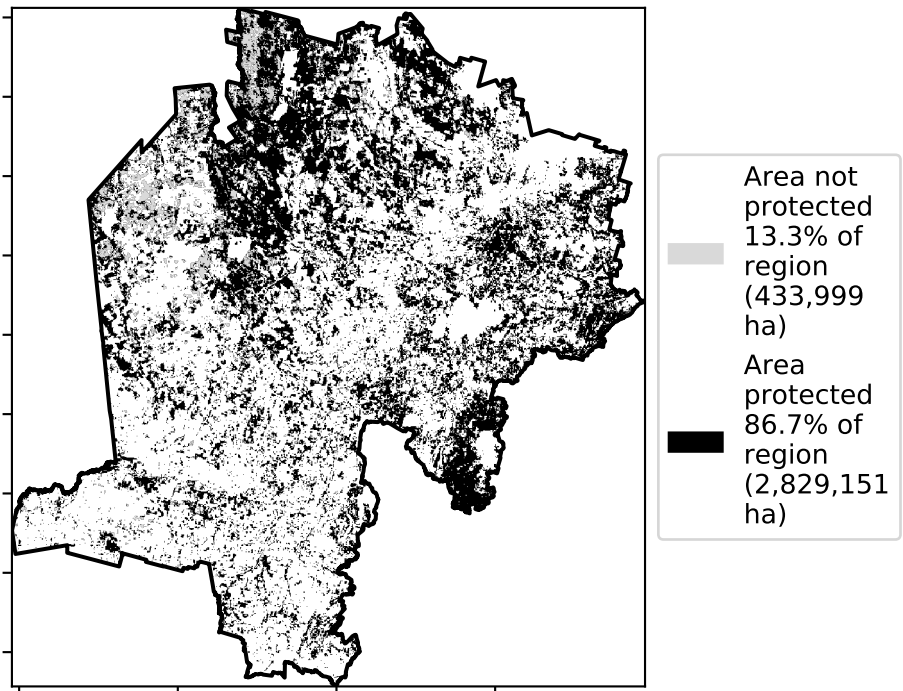 Area not
protected
13.3% of
region
(433,999
ha)
Area
protected
86.7% of
region
(2,829,151
ha)